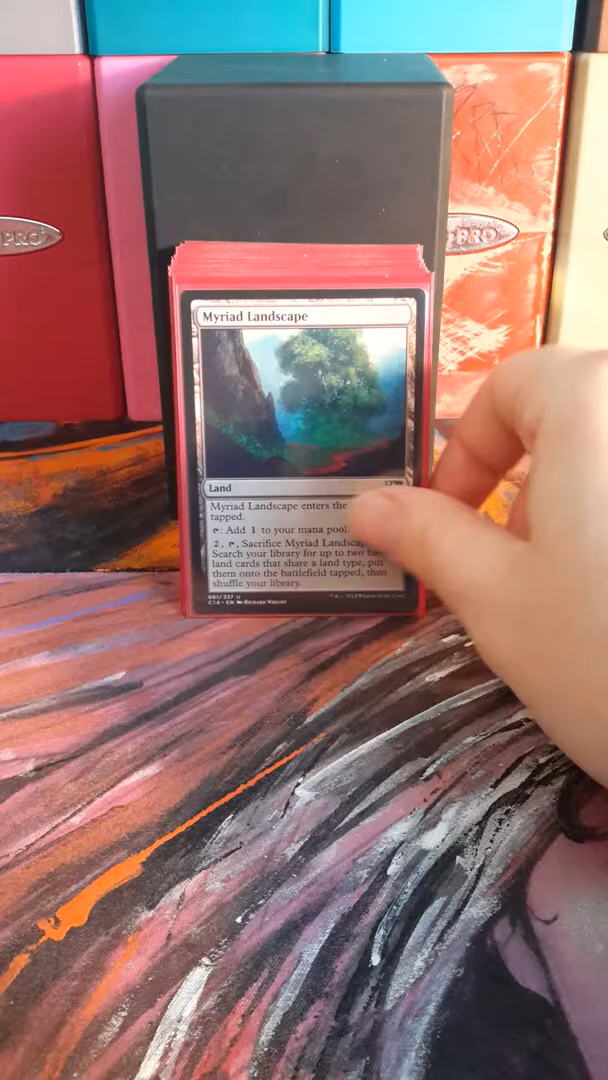 PRO
PRO
Myriad Landscape
Land
Myriad Landscape enters the
tapped.
: Add 1 to your mana pool.
2, , Sacrifice Myriad Landscape
Search your library for up to two
land cards that share a land type, put
them onto the battlefield tapped, then
shuffle your library.
061/337 U
C14 • EN RICHARD WRIGHT